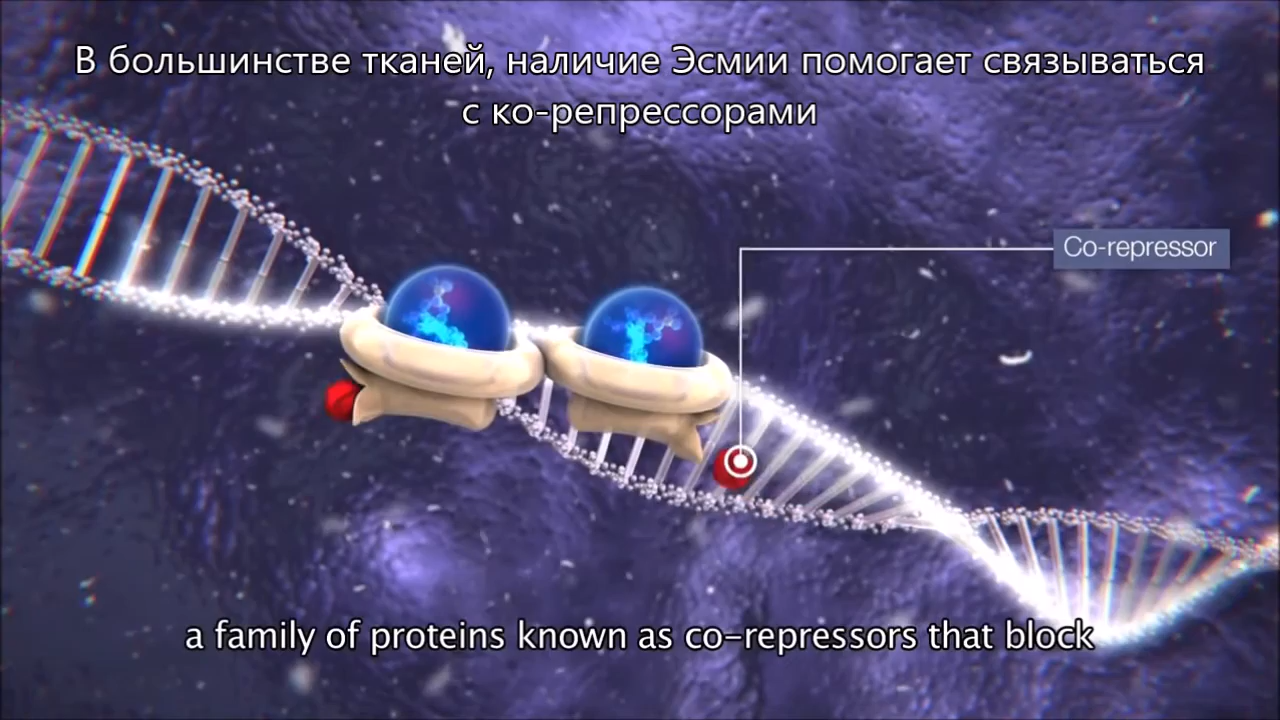 В большинстве тканей, наличие Эсмии помогает связываться
с ко-репрессорами
Co-repressor
a family of proteins known as co-repressors that block